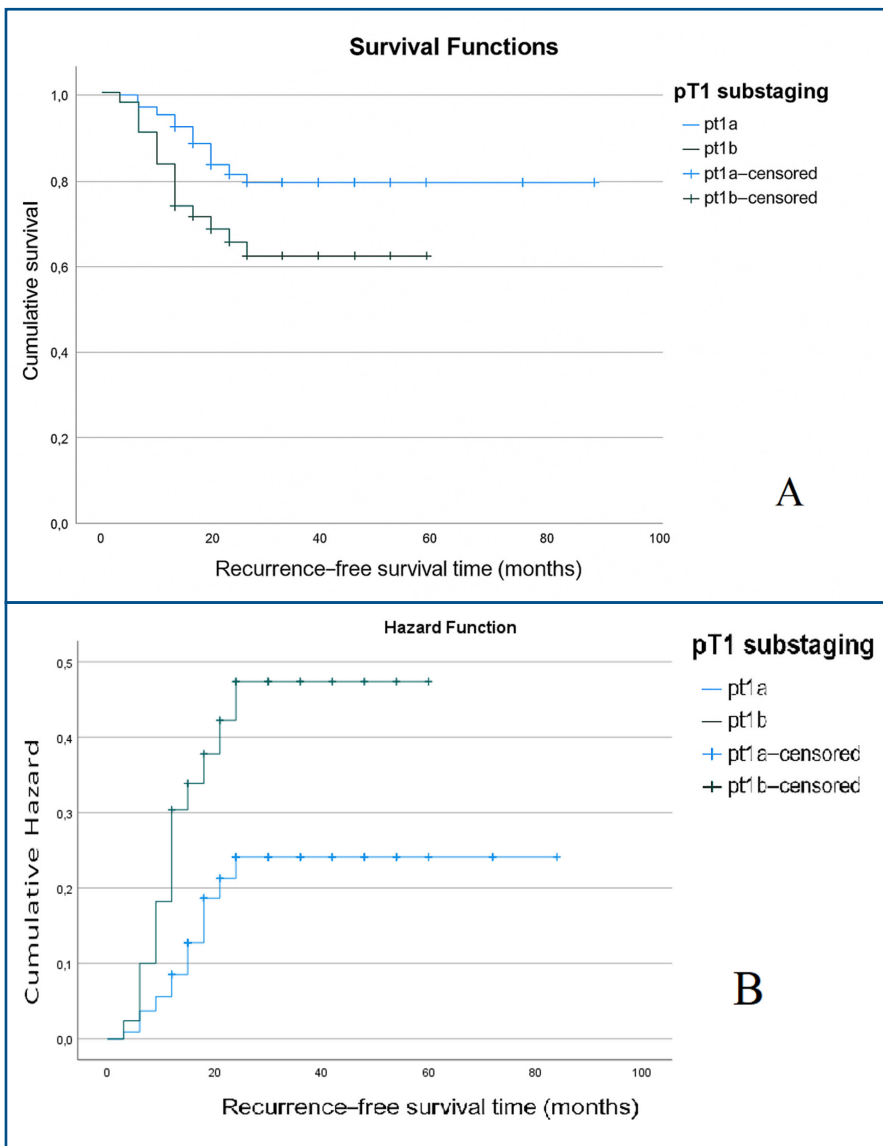 Survival Functions
pT1 substaging
pt1a
pt1b
pt1a–censored
pt1b–censored
Cumulative survival
1,0
0,8
0,6
0,4
0,2
0,0
0 20 40 60 80 100
Recurrence–free survival time (months)
A
Hazard Function
pT1 substaging
pt1a
pt1b
pt1a–censored
pt1b–censored
Cumulative Hazard
0,5
0,4
0,3
0,2
0,1
0,0
0 20 40 60 80 100
Recurrence–free survival time (months)
B